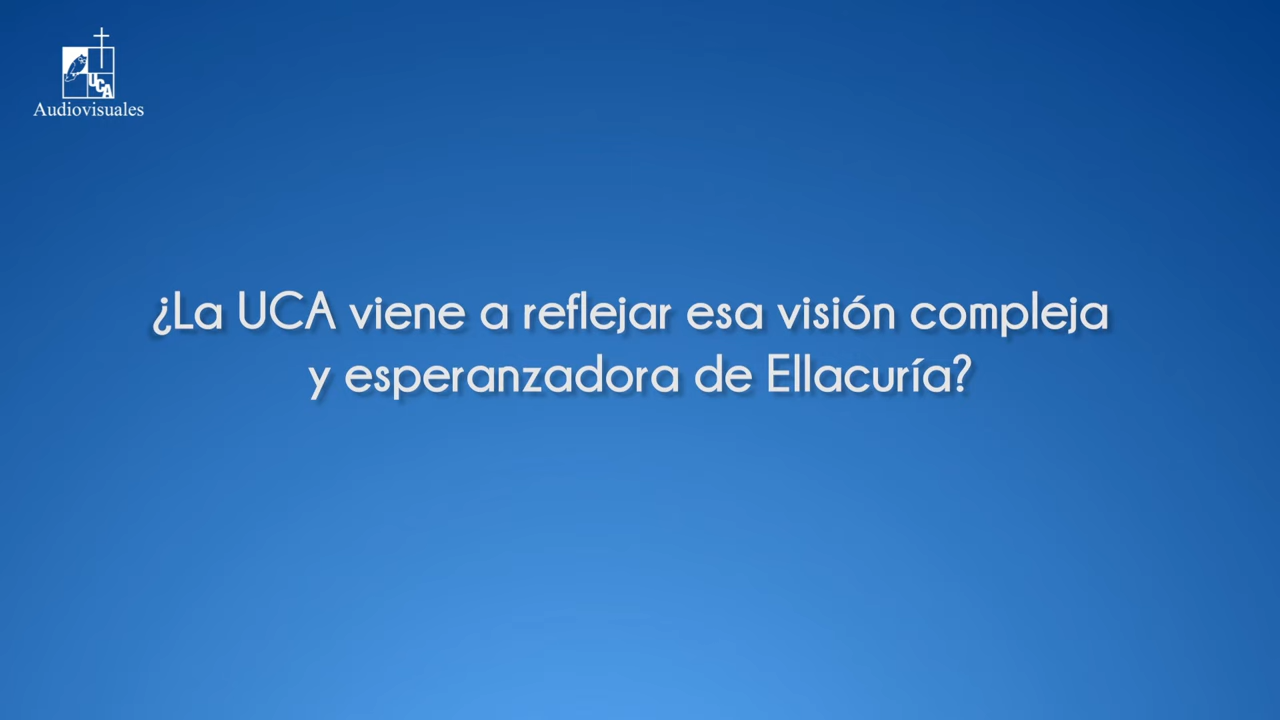 UCA
Audiovisuales
¿La UCA viene a reflejar esa visión compleja
y esperanzadora de Ellacuría?